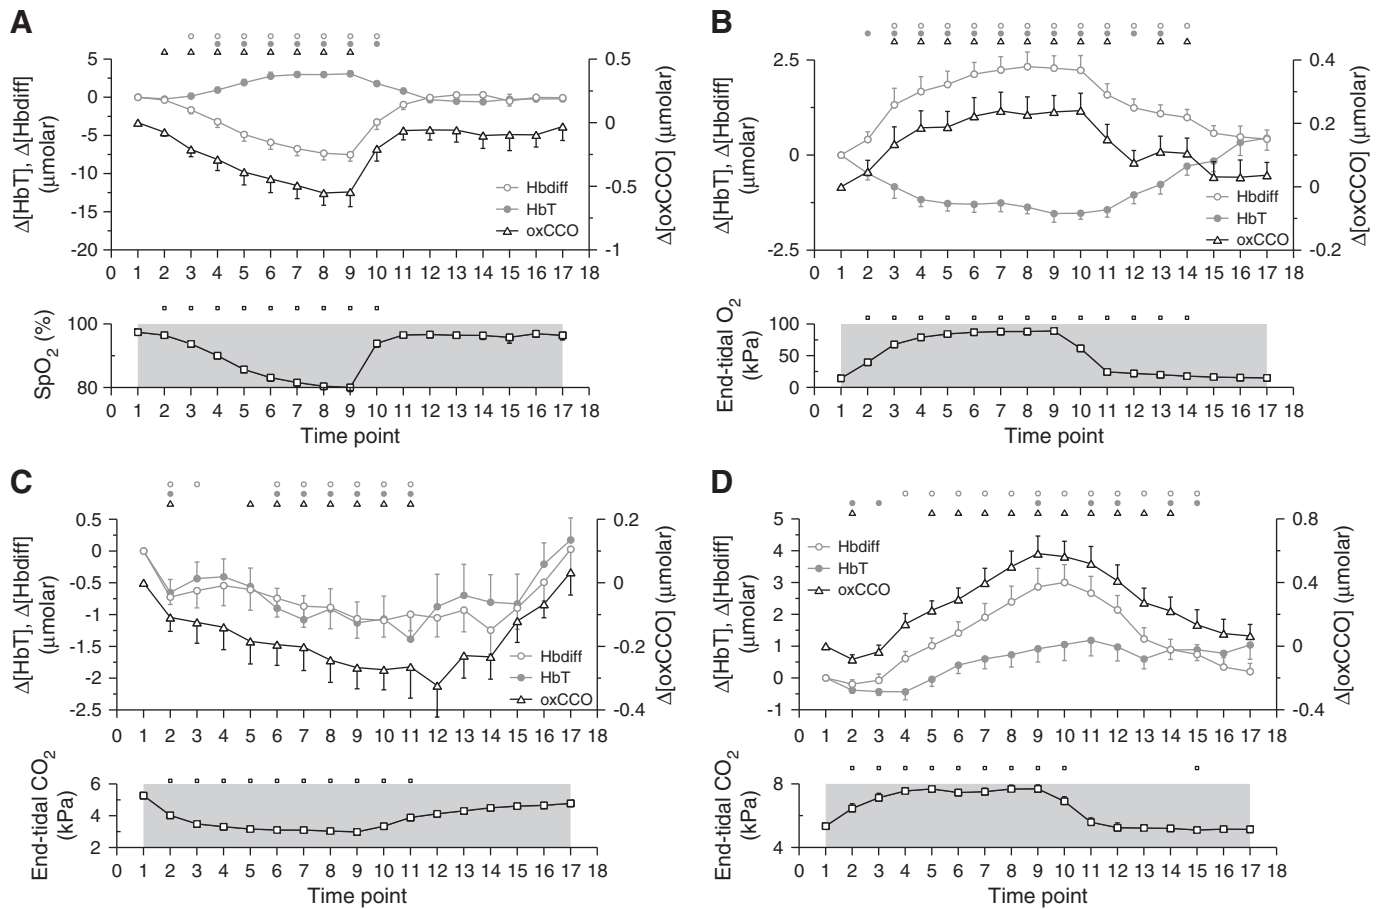 A
Δ[HbT], Δ[Hbdiff]
(μmolar)
5
0
-5
-10
-15
-20
0.5
0
-0.5
-1
Δ[oxCCO] (μmolar)
Hbdiff
HbT
oxCCO
0 1 2 3 4 5 6 7 8 9 10 11 12 13 14 15 16 17 18
SpO2 (%)
100
80
0 1 2 3 4 5 6 7 8 9 10 11 12 13 14 15 16 17 18
Time point
B
Δ[HbT], Δ[Hbdiff]
(μmolar)
2.5
0
-2.5
0.4
0.2
0
-0.2
Δ[oxCCO] (μmolar)
Hbdiff
HbT
oxCCO
0 1 2 3 4 5 6 7 8 9 10 11 12 13 14 15 16 17 18
End-tidal O2
(kPa)
100
50
0
0 1 2 3 4 5 6 7 8 9 10 11 12 13 14 15 16 17 18
Time point
C
Δ[HbT], Δ[Hbdiff]
(μmolar)
0.5
0
-0.5
-1
-1.5
-2
-2.5
0.2
0
-0.2
-0.4
Δ[oxCCO] (μmolar)
Hbdiff
HbT
oxCCO
0 1 2 3 4 5 6 7 8 9 10 11 12 13 14 15 16 17 18
End-tidal CO2
(kPa)
6
4
2
0 1 2 3 4 5 6 7 8 9 10 11 12 13 14 15 16 17 18
Time point
D
Δ[HbT], Δ[Hbdiff]
(μmolar)
5
4
3
2
1
0
-1
0.8
0.4
0
-0.4
Δ[oxCCO] (μmolar)
Hbdiff
HbT
oxCCO
0 1 2 3 4 5 6 7 8 9 10 11 12 13 14 15 16 17 18
End-tidal CO2
(kPa)
8
4
0 1 2 3 4 5 6 7 8 9 10 11 12 13 14 15 16 17 18
Time point